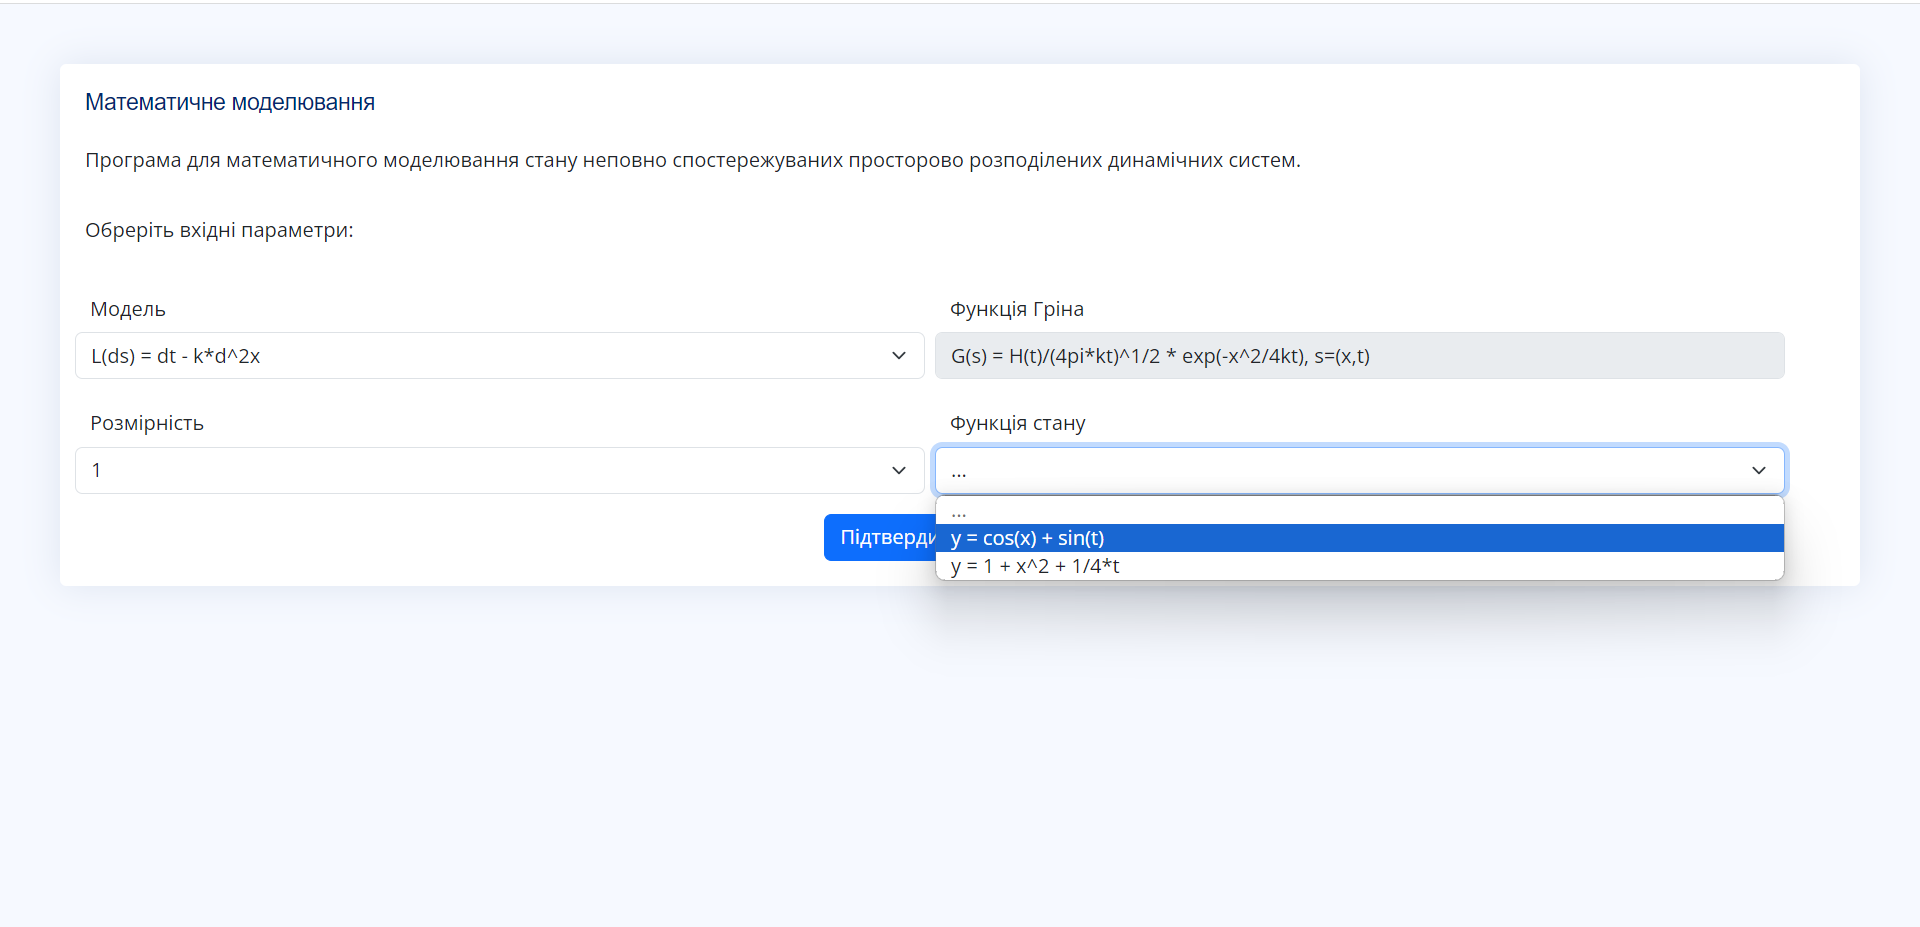 Математичне моделювання
Програма для математичного моделювання стану неповно спостережуваних просторово розподілених динамічних систем.
Обреріть вхідні параметри:
Модель
Функція Гріна
L(ds) = dt - k*d^2x
G(s) = H(t)/(4pi*kt)^1/2 * exp(-x^2/4kt), s=(x,t)
Розмірність
Функція стану
1
...
...
Підтверди
y = cos(x) + sin(t)
y = 1 + x^2 + 1/4*t